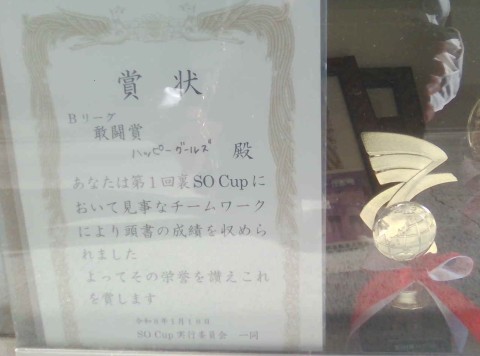 賞状
Bリーグ
敢闘賞
ハッピーガールズ 殿
あなたは第1回裏SO Cupに
おいて見事なチームワーク
により頭書の成績を収めら
れました
よってその栄誉を讃えこれ
を賞します
SO Cup 実行委員会 一同